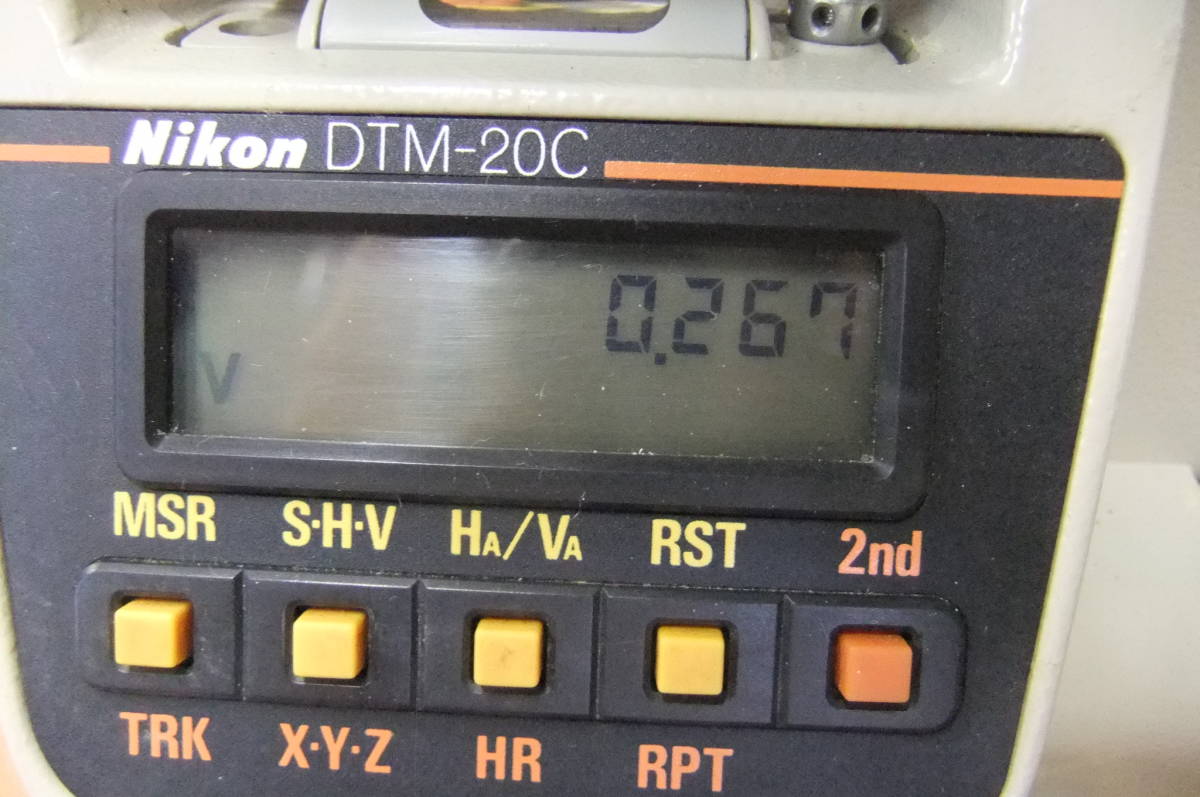 Nikon DTM-20C
0.267
V
MSR S·H·V HA/VA RST 2nd
TRK X·Y·Z HR RPT